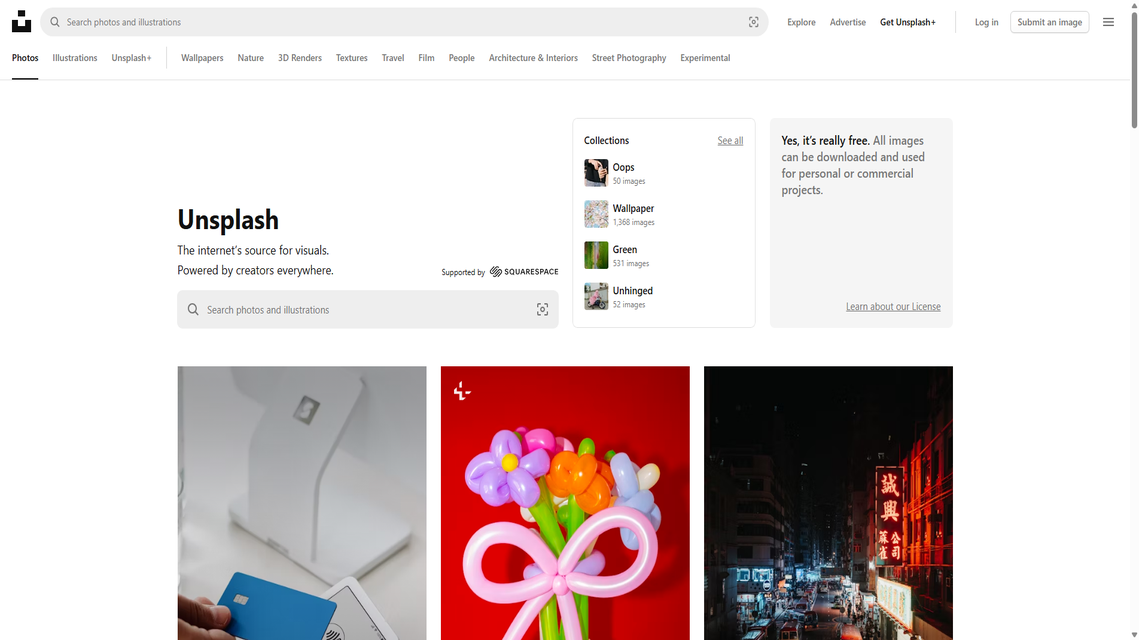 Search photos and illustrations
Explore
Advertise
Get Unsplash+
Log in
Submit an image
Photos
Illustrations
Unsplash+
Wallpapers
Nature
3D Renders
Textures
Travel
Film
People
Architecture & Interiors
Street Photography
Experimental
Unsplash
The internet's source for visuals.
Powered by creators everywhere.
Supported by SQUARESPACE
Search photos and illustrations
Collections
See all
Oops
50 images
Wallpaper
1,368 images
Green
531 images
Unhinged
52 images
Yes, it's really free. All images
can be downloaded and used
for personal or commercial
projects.
Learn about our License
誠興
麻雀
公司